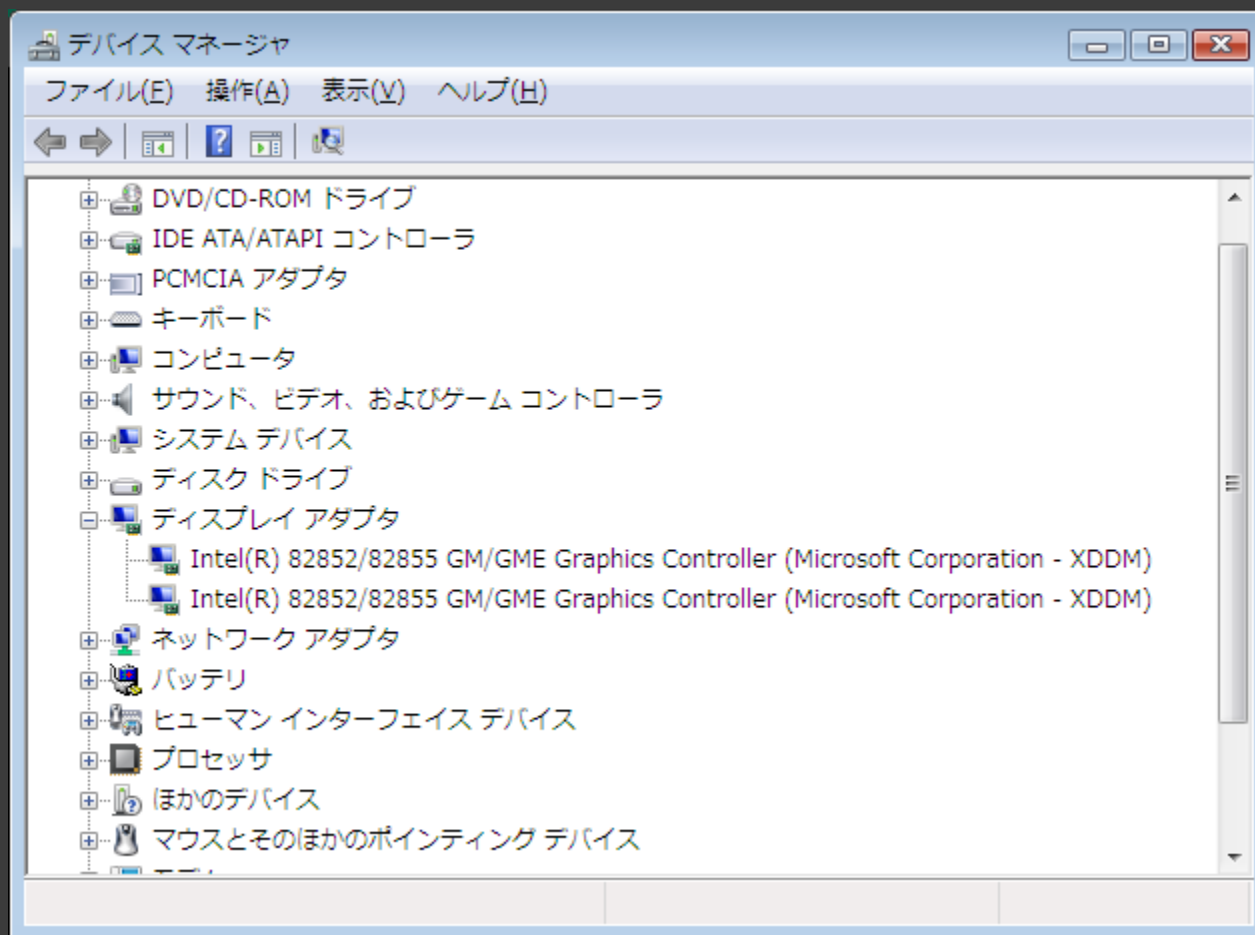 デバイス マネージャ
ファイル(F) 操作(A) 表示(V) ヘルプ(H)
DVD/CD-ROM ドライブ
IDE ATA/ATAPI コントローラ
PCMCIA アダプタ
キーボード
コンピュータ
サウンド、ビデオ、およびゲーム コントローラ
システム デバイス
ディスク ドライブ
ディスプレイ アダプタ
Intel(R) 82852/82855 GM/GME Graphics Controller (Microsoft Corporation - XDDM)
Intel(R) 82852/82855 GM/GME Graphics Controller (Microsoft Corporation - XDDM)
ネットワーク アダプタ
バッテリ
ヒューマン インターフェイス デバイス
プロセッサ
ほかのデバイス
マウスとそのほかのポインティング デバイス